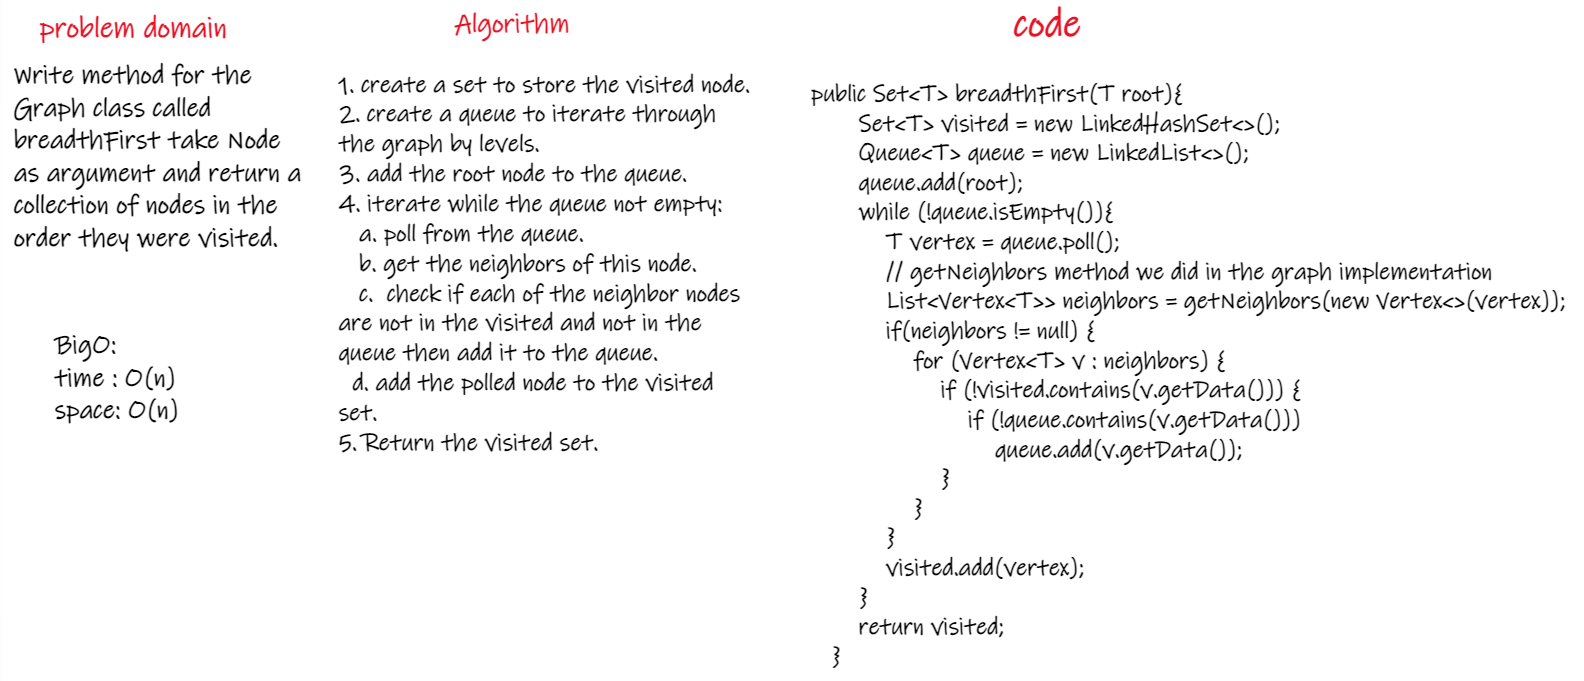 problem domain
Write method for the
Graph class called
breadthFirst take Node
as argument and return a
collection of nodes in the
order they were visited.
BigO:
time : O(n)
space: O(n)
Algorithm
1. create a set to store the visited node.
2. create a queue to iterate through
the graph by levels.
3. add the root node to the queue.
4. iterate while the queue not empty:
a. poll from the queue.
b. get the neighbors of this node.
c. check if each of the neighbor nodes
are not in the visited and not in the
queue then add it to the queue.
d. add the polled node to the visited
set.
5. Return the visited set.
code
public Set<T> breadthFirst(T root){
Set<T> visited = new LinkedHashSet<>();
Queue<T> queue = new LinkedList<>();
queue.add(root);
while (!queue.isEmpty()){
T vertex = queue.poll();
// getNeighbors method we did in the graph implementation
List<Vertex<T>> neighbors = getNeighbors(new Vertex<>(vertex));
if(neighbors != null) {
for (Vertex<T> v : neighbors) {
if (!visited.contains(v.getData())) {
if (!queue.contains(v.getData()))
queue.add(v.getData());
}
}
}
visited.add(vertex);
}
return visited;
}